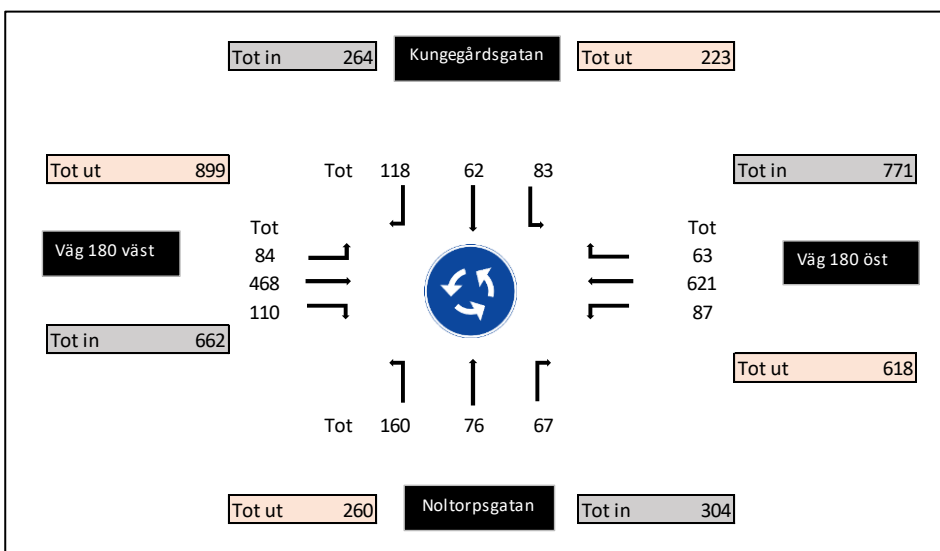 Tot in 264 Kungegårdsgatan Tot ut 223
Tot ut 899 Tot 118 62 83 Tot in 771
Tot Tot
Väg 180 väst 84 63 Väg 180 öst
468 621
110 87
Tot in 662
Tot ut 618
Tot 160 76 67
Tot ut 260 Noltorpsgatan Tot in 304